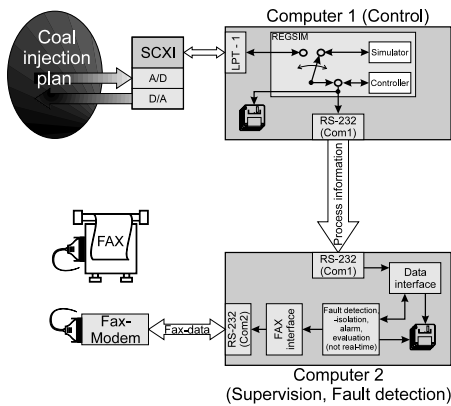 Computer 1 (Control)
Coal
injection
plan
SCXI
A/D
D/A
LPT - 1
REGSIM
Simulator
Controller
RS-232
(Com1)
Process information
FAX
RS-232
(Com1)
Data
interface
Fax-
Modem
Fax-data
RS-232
(Com2)
FAX
interface
Fault detection,
-isolation,
alarm,
evaluation
(not real-time)
Computer 2
(Supervision, Fault detection)